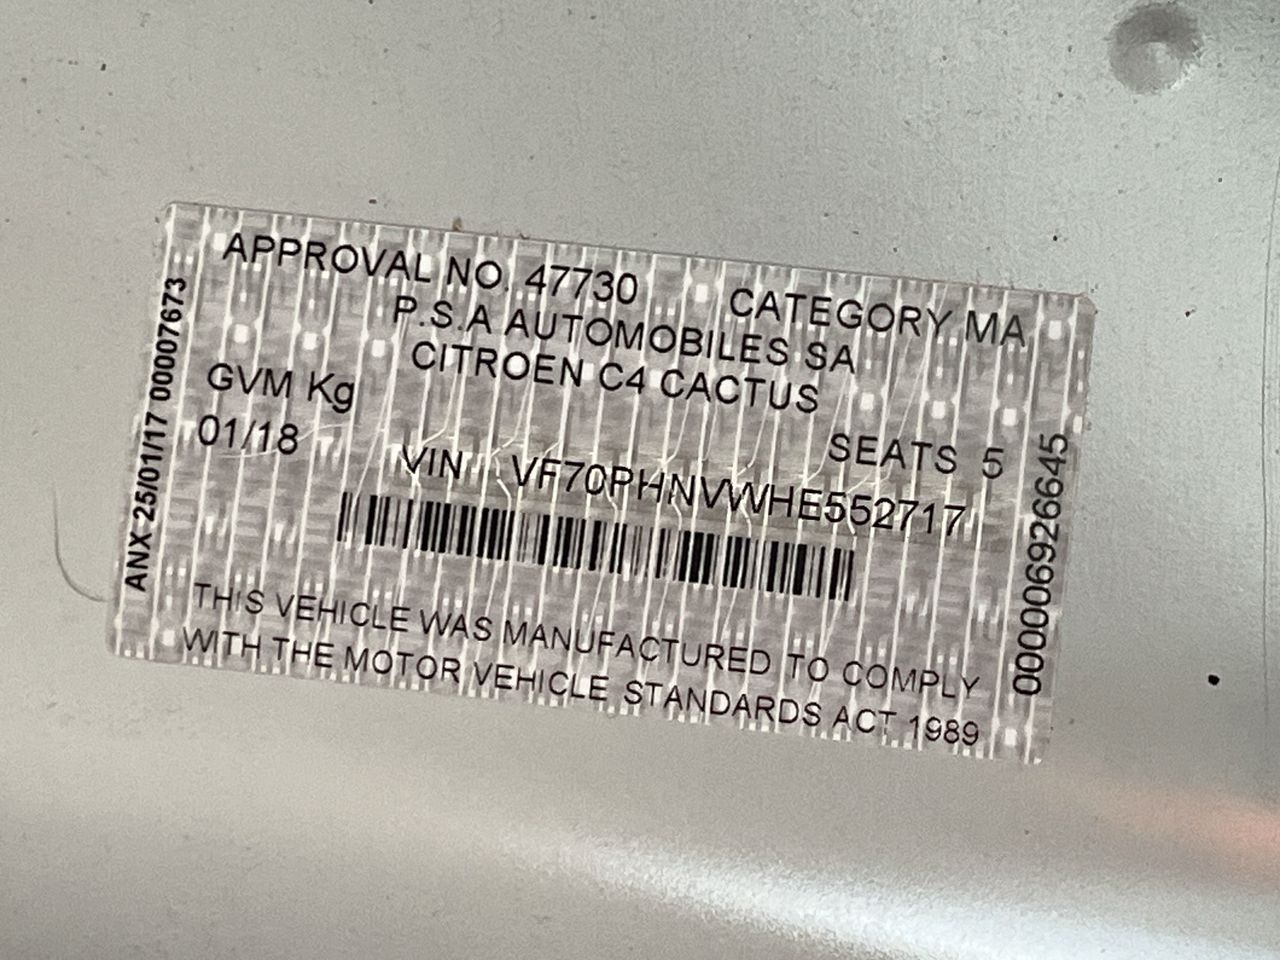 APPROVAL NO. 47730 CATEGORY MA
P.S.A AUTOMOBILES SA
CITROEN C4 CACTUS
GVM Kg
SEATS 5
01/18
VIN VF70PHNVWHE552717
THIS VEHICLE WAS MANUFACTURED TO COMPLY
WITH THE MOTOR VEHICLE STANDARDS ACT 1989
ANX 25/01/17 00007673
0000006926645